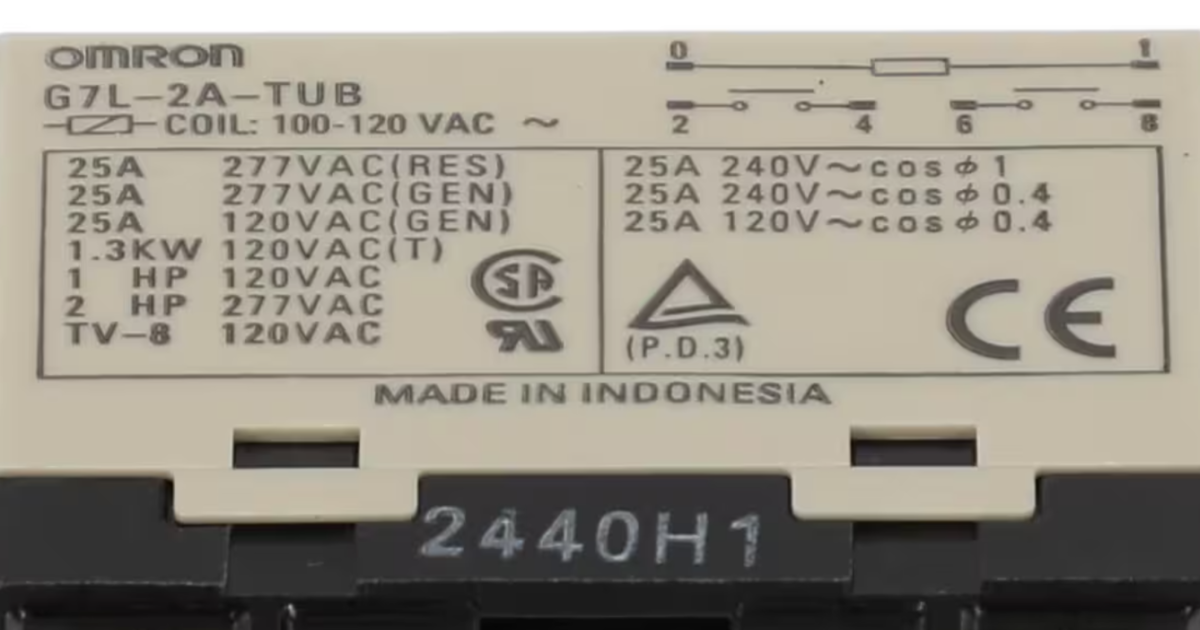 OMRON
G7L-2A-TUB
COIL: 100-120 VAC ~
0 1
2 4 6 8
25A 277VAC(RES)
25A 277VAC(GEN)
25A 120VAC(GEN)
1.3KW 120VAC(T)
1 HP 120VAC
2 HP 277VAC
TV-8 120VAC
SA
RU
25A 240V~cosφ1
25A 240V~cosφ0.4
25A 120V~cosφ0.4
(P.D.3)
CE
MADE IN INDONESIA
2440H1